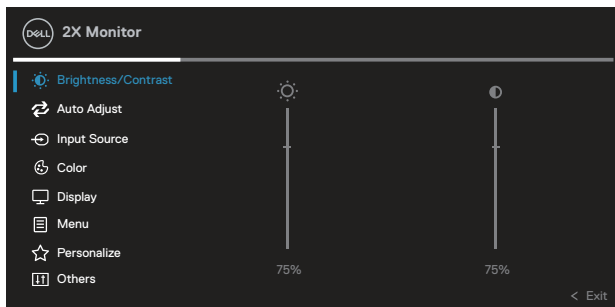 DELL
2X Monitor
Brightness/Contrast
Auto Adjust
Input Source
Color
Display
Menu
Personalize
Others
75%
75%
< Exit